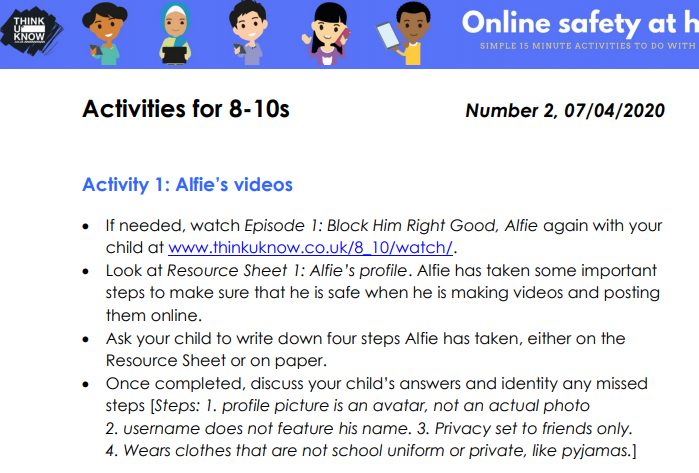 THINK
U
KNOW
Online safety at h
SIMPLE 15 MINUTE ACTIVITIES TO DO WITH
Activities for 8-10s
Number 2, 07/04/2020
Activity 1: Alfie's videos
• If needed, watch Episode 1: Block Him Right Good, Alfie again with your
child at www.thinkuknow.co.uk/8_10/watch/.
• Look at Resource Sheet 1: Alfie's profile. Alfie has taken some important
steps to make sure that he is safe when he is making videos and posting
them online.
• Ask your child to write down four steps Alfie has taken, either on the
Resource Sheet or on paper.
• Once completed, discuss your child's answers and identity any missed
steps [Steps: 1. profile picture is an avatar, not an actual photo
2. username does not feature his name. 3. Privacy set to friends only.
4. Wears clothes that are not school uniform or private, like pyjamas.]